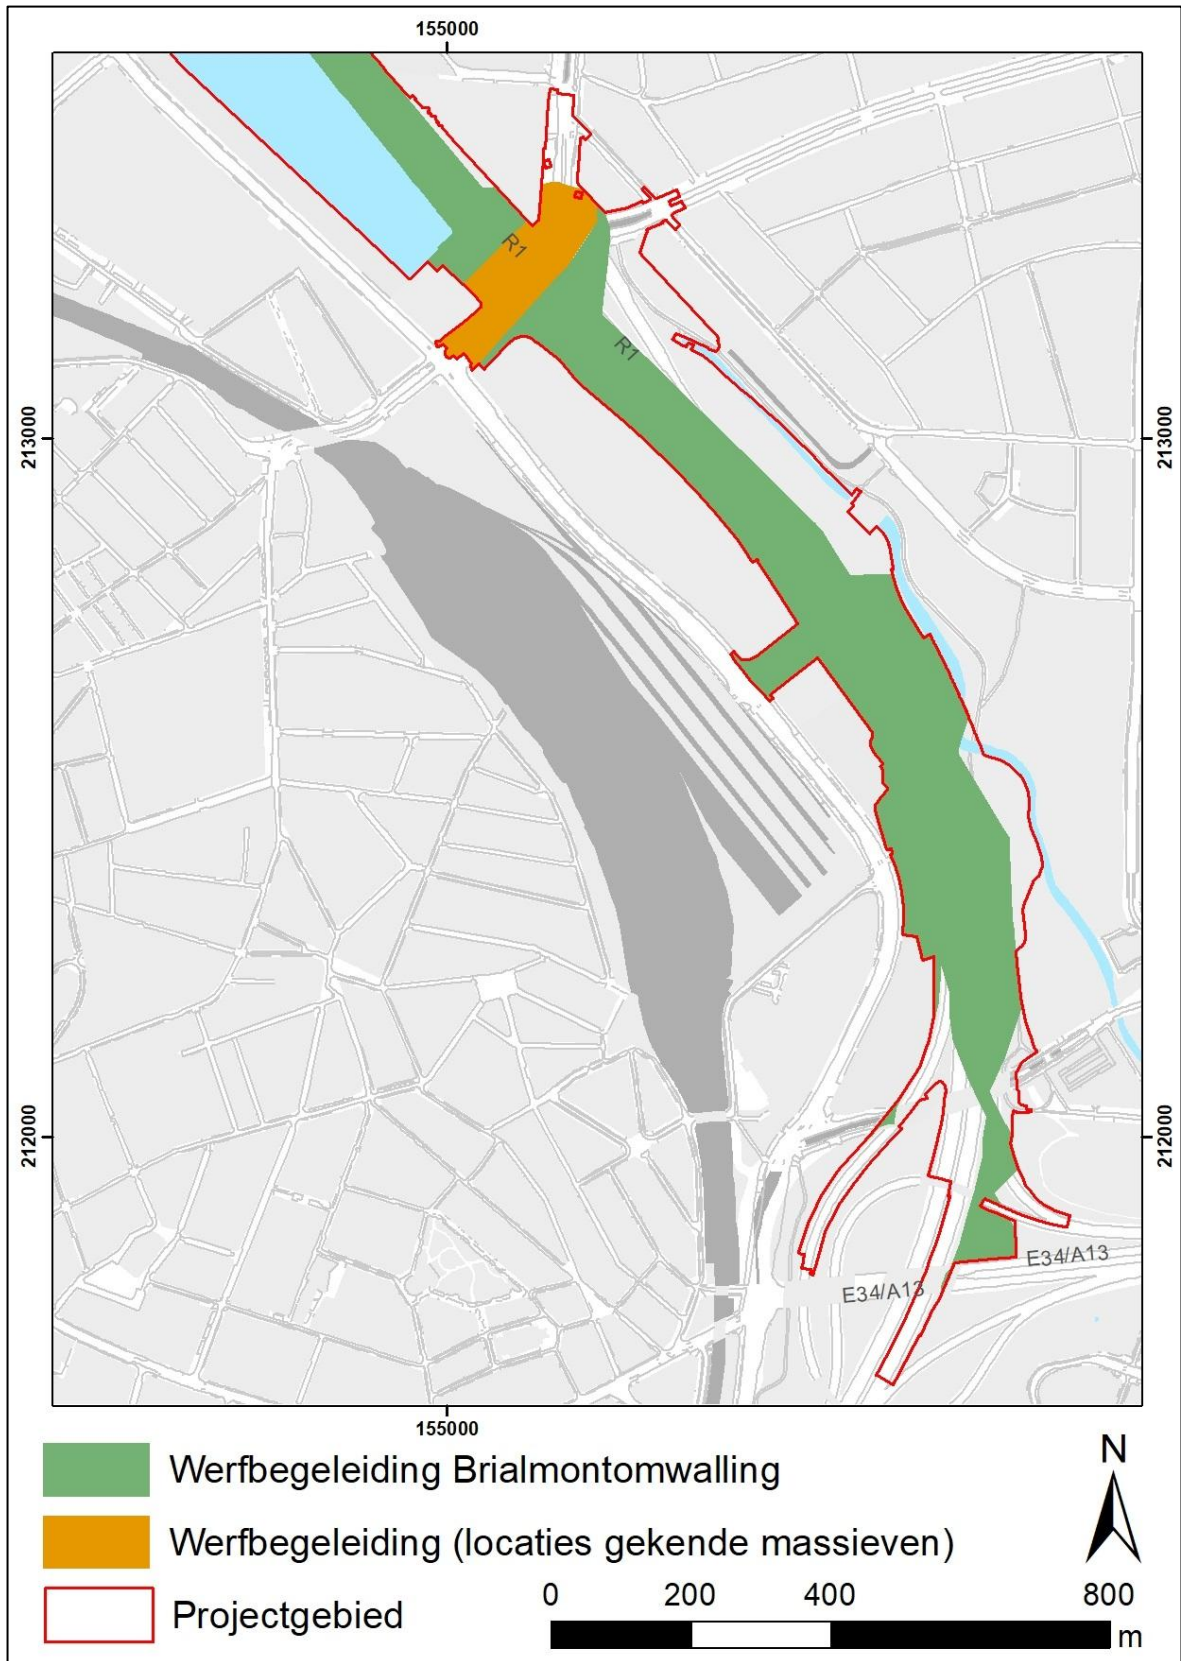 155000
R1
R1
213000
213000
212000
212000
E34/A13
E34/A13
155000
Werfbegeleiding Brialmontomwalling
N
Werfbegeleiding (locaties gekende massieven)
Projectgebied
0 200 400 800
m